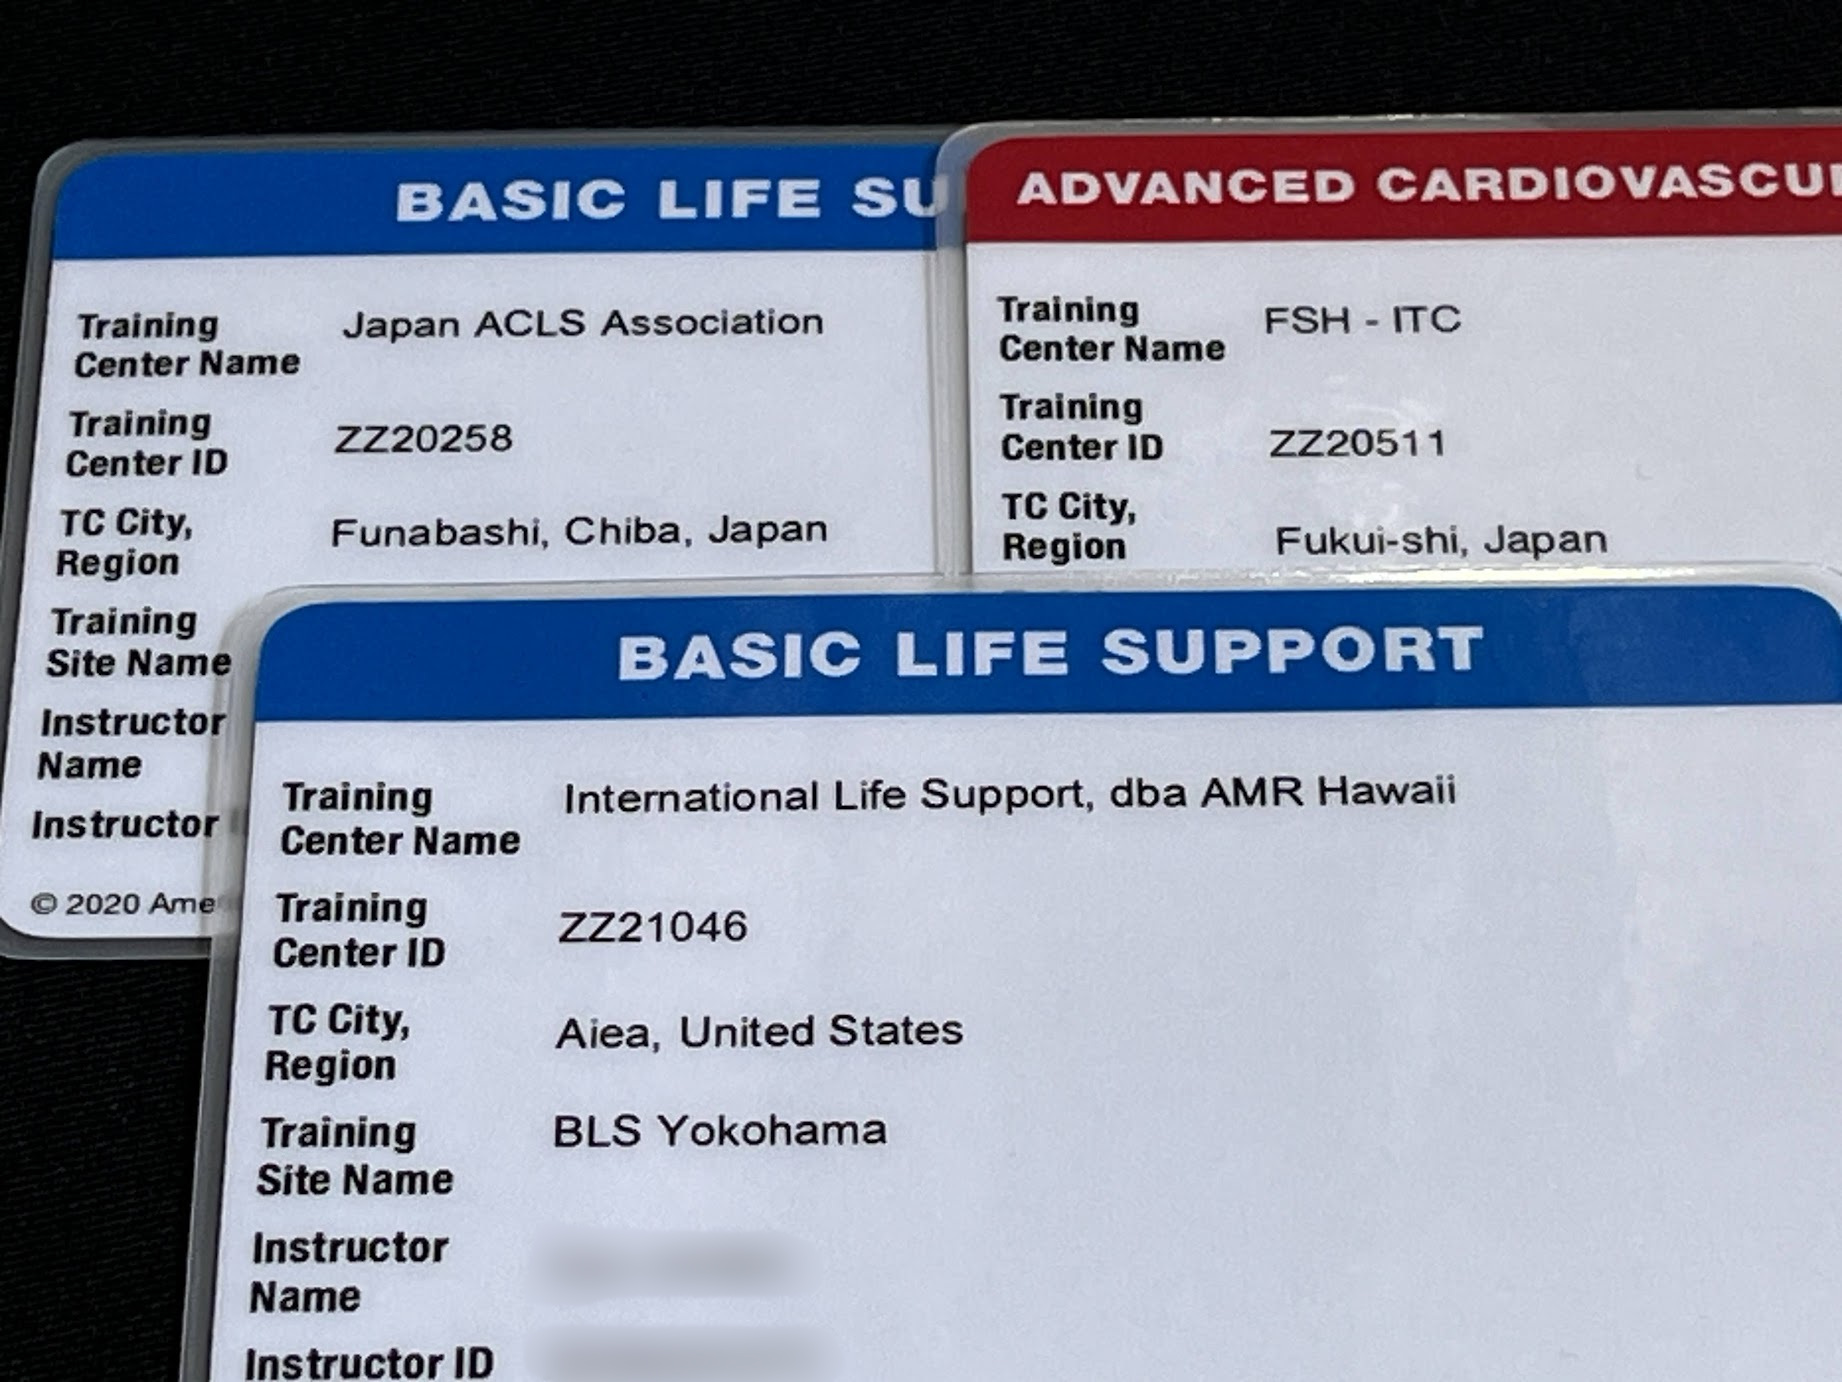 BASIC LIFE SU
Training
Center Name
Japan ACLS Association
Training
Center ID
ZZ20258
TC City,
Region
Funabashi, Chiba, Japan
Training
Site Name
Instructor
Name
Instructor
© 2020 Ame
ADVANCED CARDIOVASCU
Training
Center Name
FSH - ITC
Training
Center ID
ZZ20511
TC City,
Region
Fukui-shi, Japan
BASIC LIFE SUPPORT
Training
Center Name
International Life Support, dba AMR Hawaii
Training
Center ID
ZZ21046
TC City,
Region
Aiea, United States
Training
Site Name
BLS Yokohama
Instructor
Name
Instructor ID